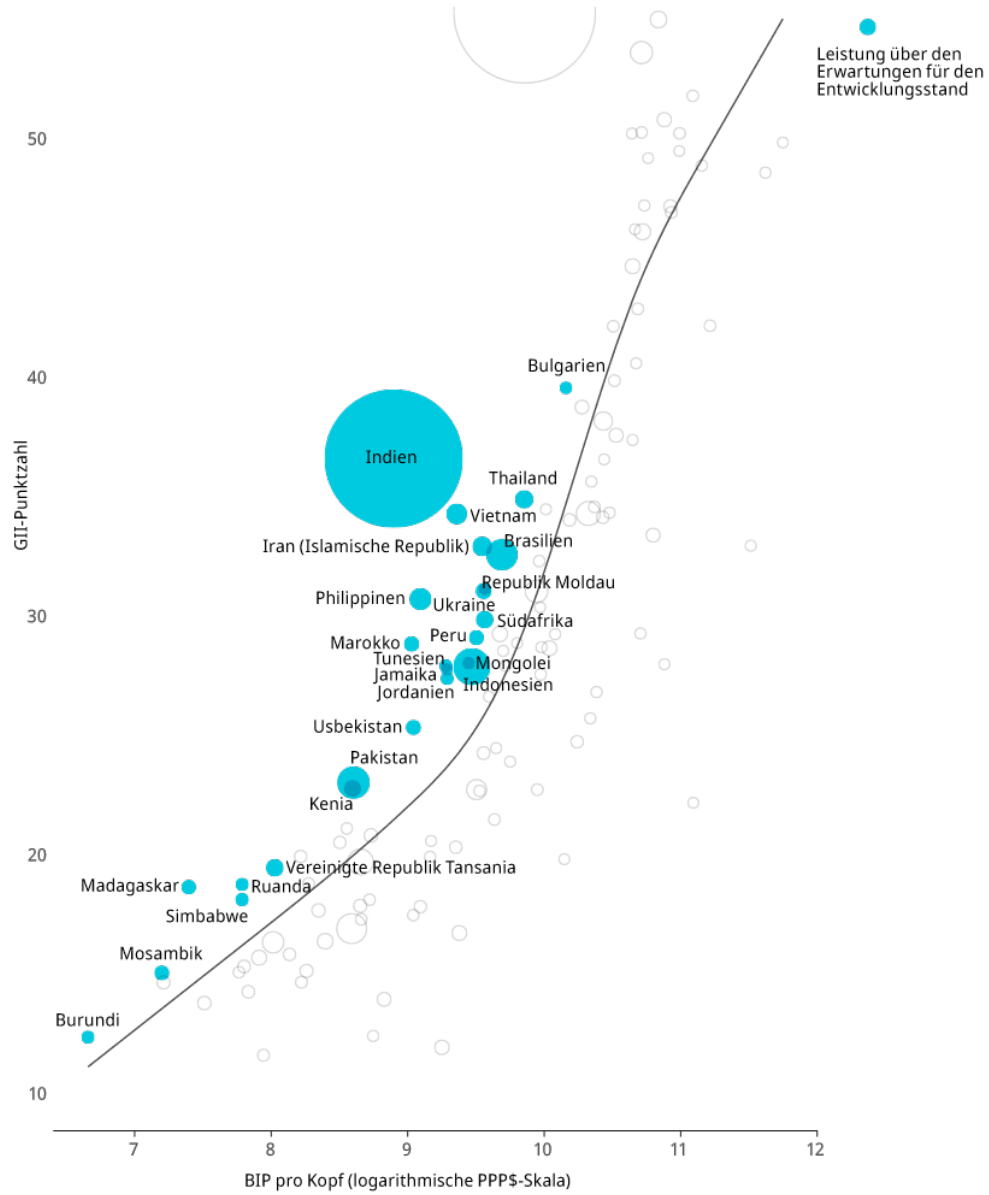 Leistung über den
Erwartungen für den
Entwicklungsstand
50
40
30
20
10
GII-Punktzahl
Bulgarien
Indien
Thailand
Vietnam
Iran (Islamische Republik)
Brasilien
Republik Moldau
Philippinen
Ukraine
Südafrika
Peru
Marokko
Tunesien
Mongolei
Jamaika
Indonesien
Jordanien
Usbekistan
Pakistan
Kenia
Vereinigte Republik Tansania
Madagaskar
Ruanda
Simbabwe
Mosambik
Burundi
7
8
9
10
11
12
BIP pro Kopf (logarithmische PPP$-Skala)